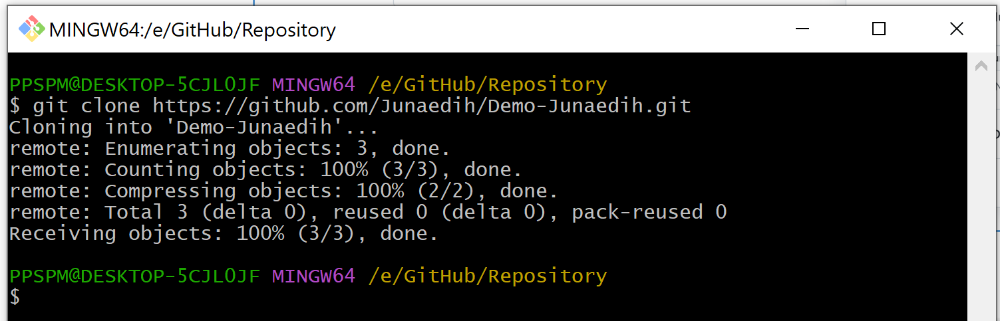 MINGW64:/e/GitHub/Repository
PPSPM@DESKTOP-5CJL0JF MINGW64 /e/GitHub/Repository
$ git clone https://github.com/Junaedih/Demo-Junaedih.git
Cloning into 'Demo-Junaedih'...
remote: Enumerating objects: 3, done.
remote: Counting objects: 100% (3/3), done.
remote: Compressing objects: 100% (2/2), done.
remote: Total 3 (delta 0), reused 0 (delta 0), pack-reused 0
Receiving objects: 100% (3/3), done.
PPSPM@DESKTOP-5CJL0JF MINGW64 /e/GitHub/Repository
$